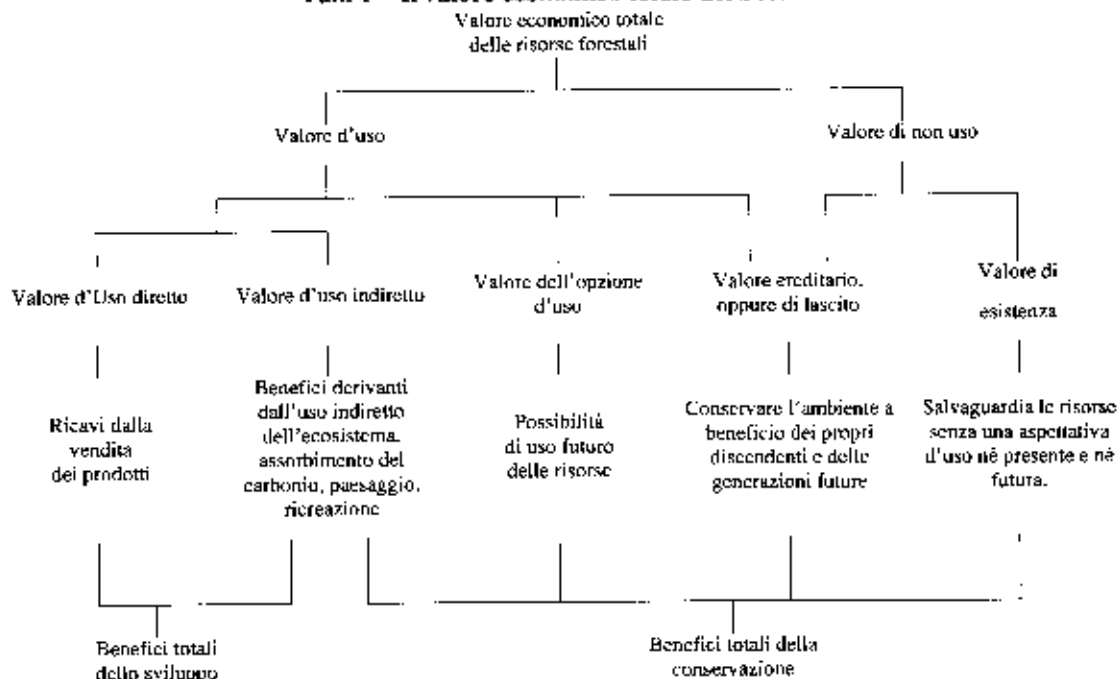 Valore economico totale
delle risorse forestali
Valore d'uso
Valore di non uso
Valore d'Uso diretto
Valore d'uso indiretto
Valore dell'opzione
d'uso
Valore ereditario.
oppure di lascito
Valore di
esistenza
Ricavi dalla
vendita
dei prodotti
Benefici derivanti
dall'uso indiretto
dell'ecosistema.
assorbimento del
carbonio, paesaggio.
ricreazione
Possibilità
di uso futuro
delle risorse
Conservare l'ambiente a
beneficio dei propri
discendenti e delle
generazioni future
Salvaguardia le risorse
senza una aspettativa
d'uso nè presente e nè
futura.
Benefici totali
dello sviluppo
Benefici totali della
conservazione